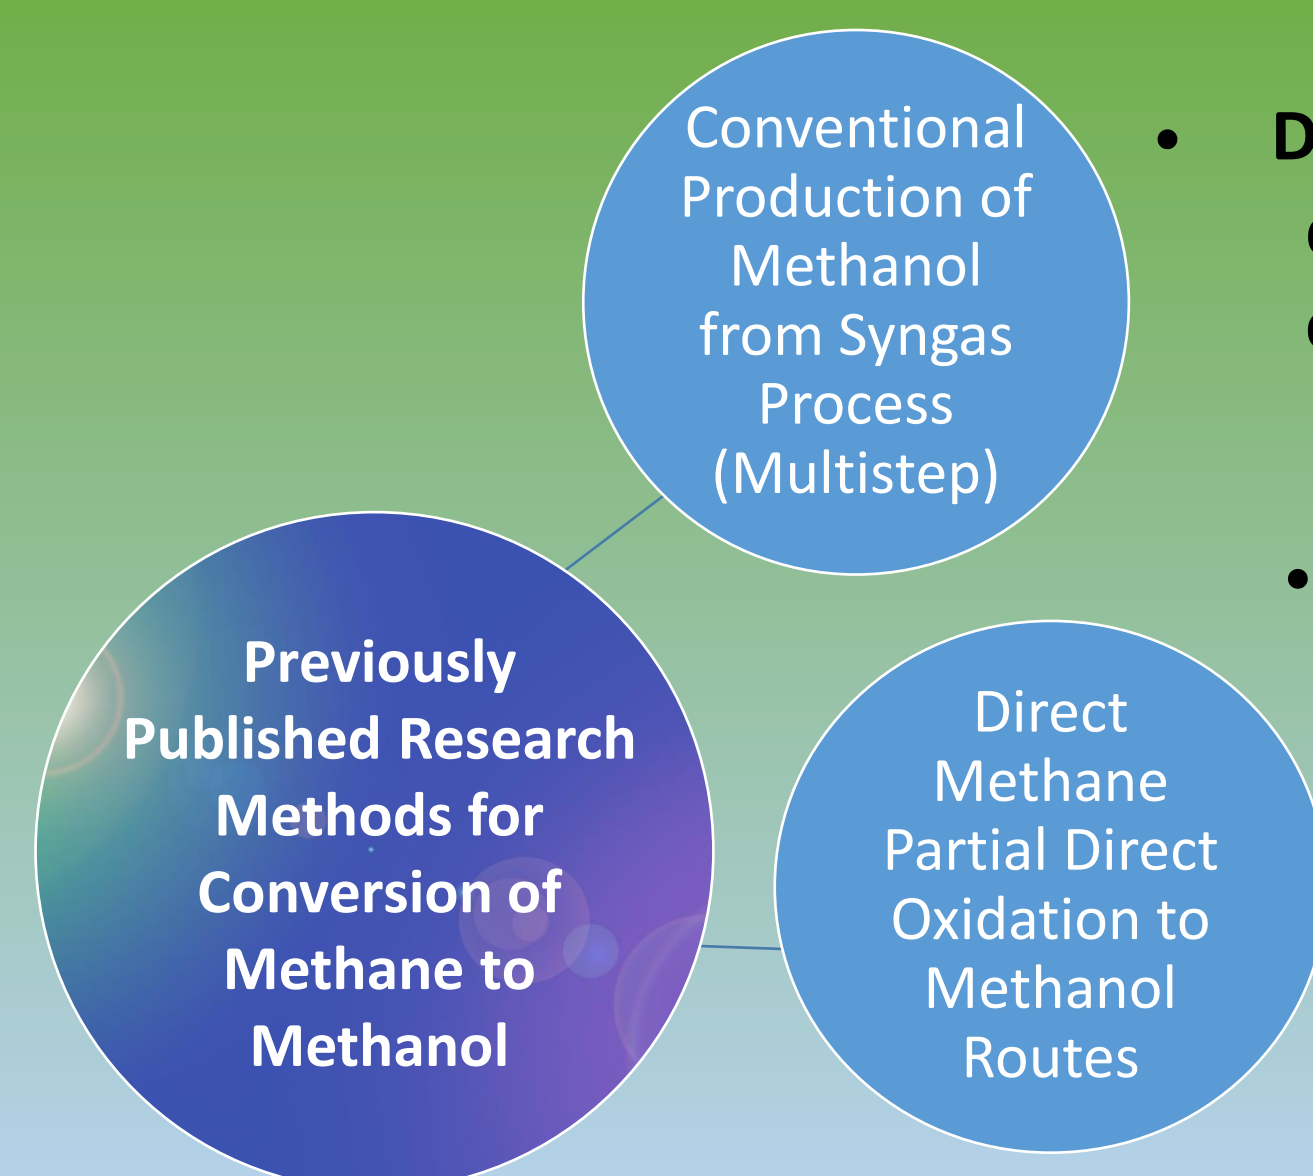 Conventional
Production of
Methanol
from Syngas
Process
(Multistep)
• D
Previously
Published Research
Methods for
Conversion of
Methane to
Methanol
•
Direct
Methane
Partial Direct
Oxidation to
Methanol
Routes